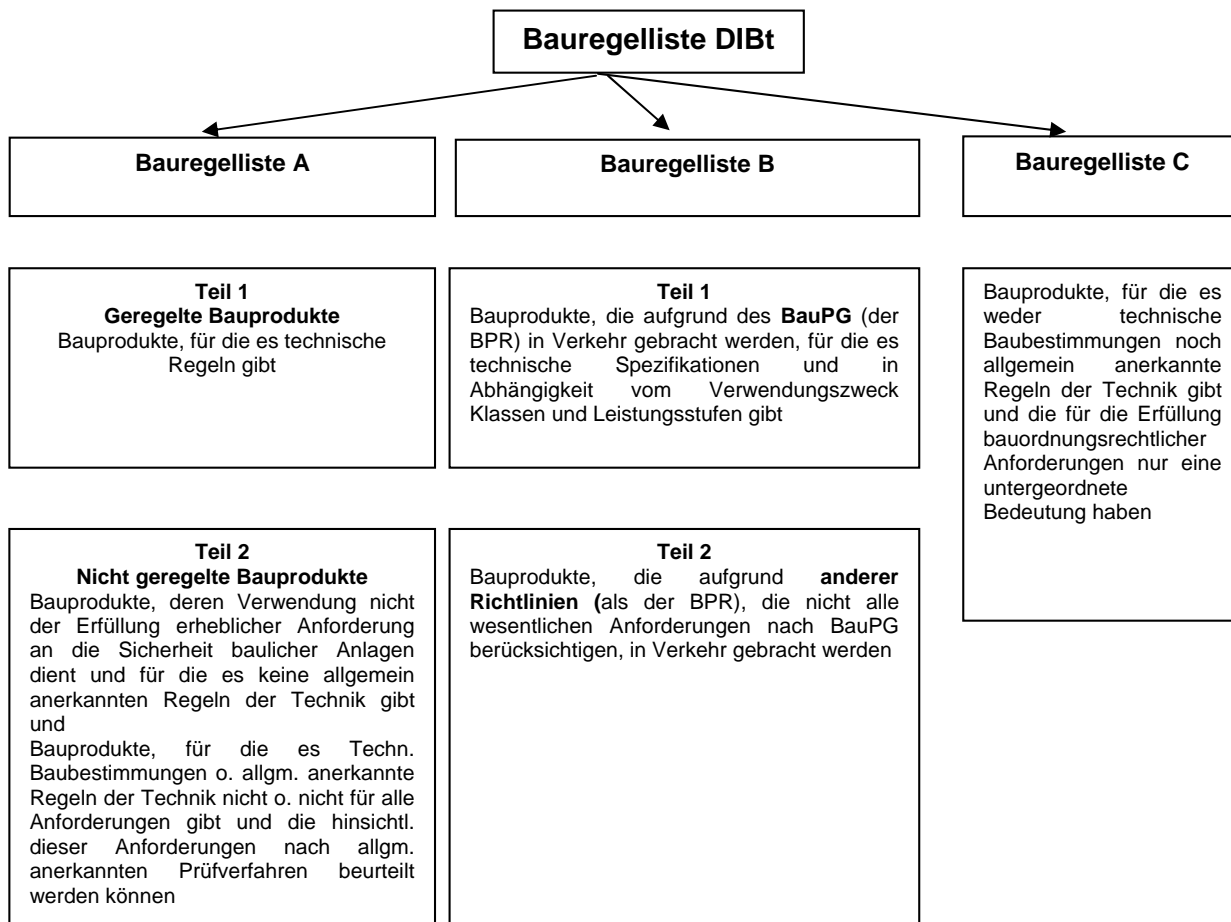 Bauregelliste DIBt
Bauregelliste A
Bauregelliste B
Bauregelliste C
Teil 1
Geregelte Bauprodukte
Bauprodukte, für die es technische
Regeln gibt
Teil 1
Bauprodukte, die aufgrund des BauPG (der
BPR) in Verkehr gebracht werden, für die es
technische Spezifikationen und in
Abhängigkeit vom Verwendungszweck
Klassen und Leistungsstufen gibt
Bauprodukte, für die es
weder technische
Baubestimmungen noch
allgemein anerkannte
Regeln der Technik gibt
und die für die Erfüllung
bauordnungsrechtlicher
Anforderungen nur eine
untergeordnete
Bedeutung haben
Teil 2
Nicht geregelte Bauprodukte
Bauprodukte, deren Verwendung nicht
der Erfüllung erheblicher Anforderung
an die Sicherheit baulicher Anlagen
dient und für die es keine allgemein
anerkannten Regeln der Technik gibt
und
Bauprodukte, für die es Techn.
Baubestimmungen o. allgm. anerkannte
Regeln der Technik nicht o. nicht für alle
Anforderungen gibt und die hinsichtl.
dieser Anforderungen nach allgm.
anerkannten Prüfverfahren beurteilt
werden können
Teil 2
Bauprodukte, die aufgrund anderer
Richtlinien (als der BPR), die nicht alle
wesentlichen Anforderungen nach BauPG
berücksichtigen, in Verkehr gebracht werden